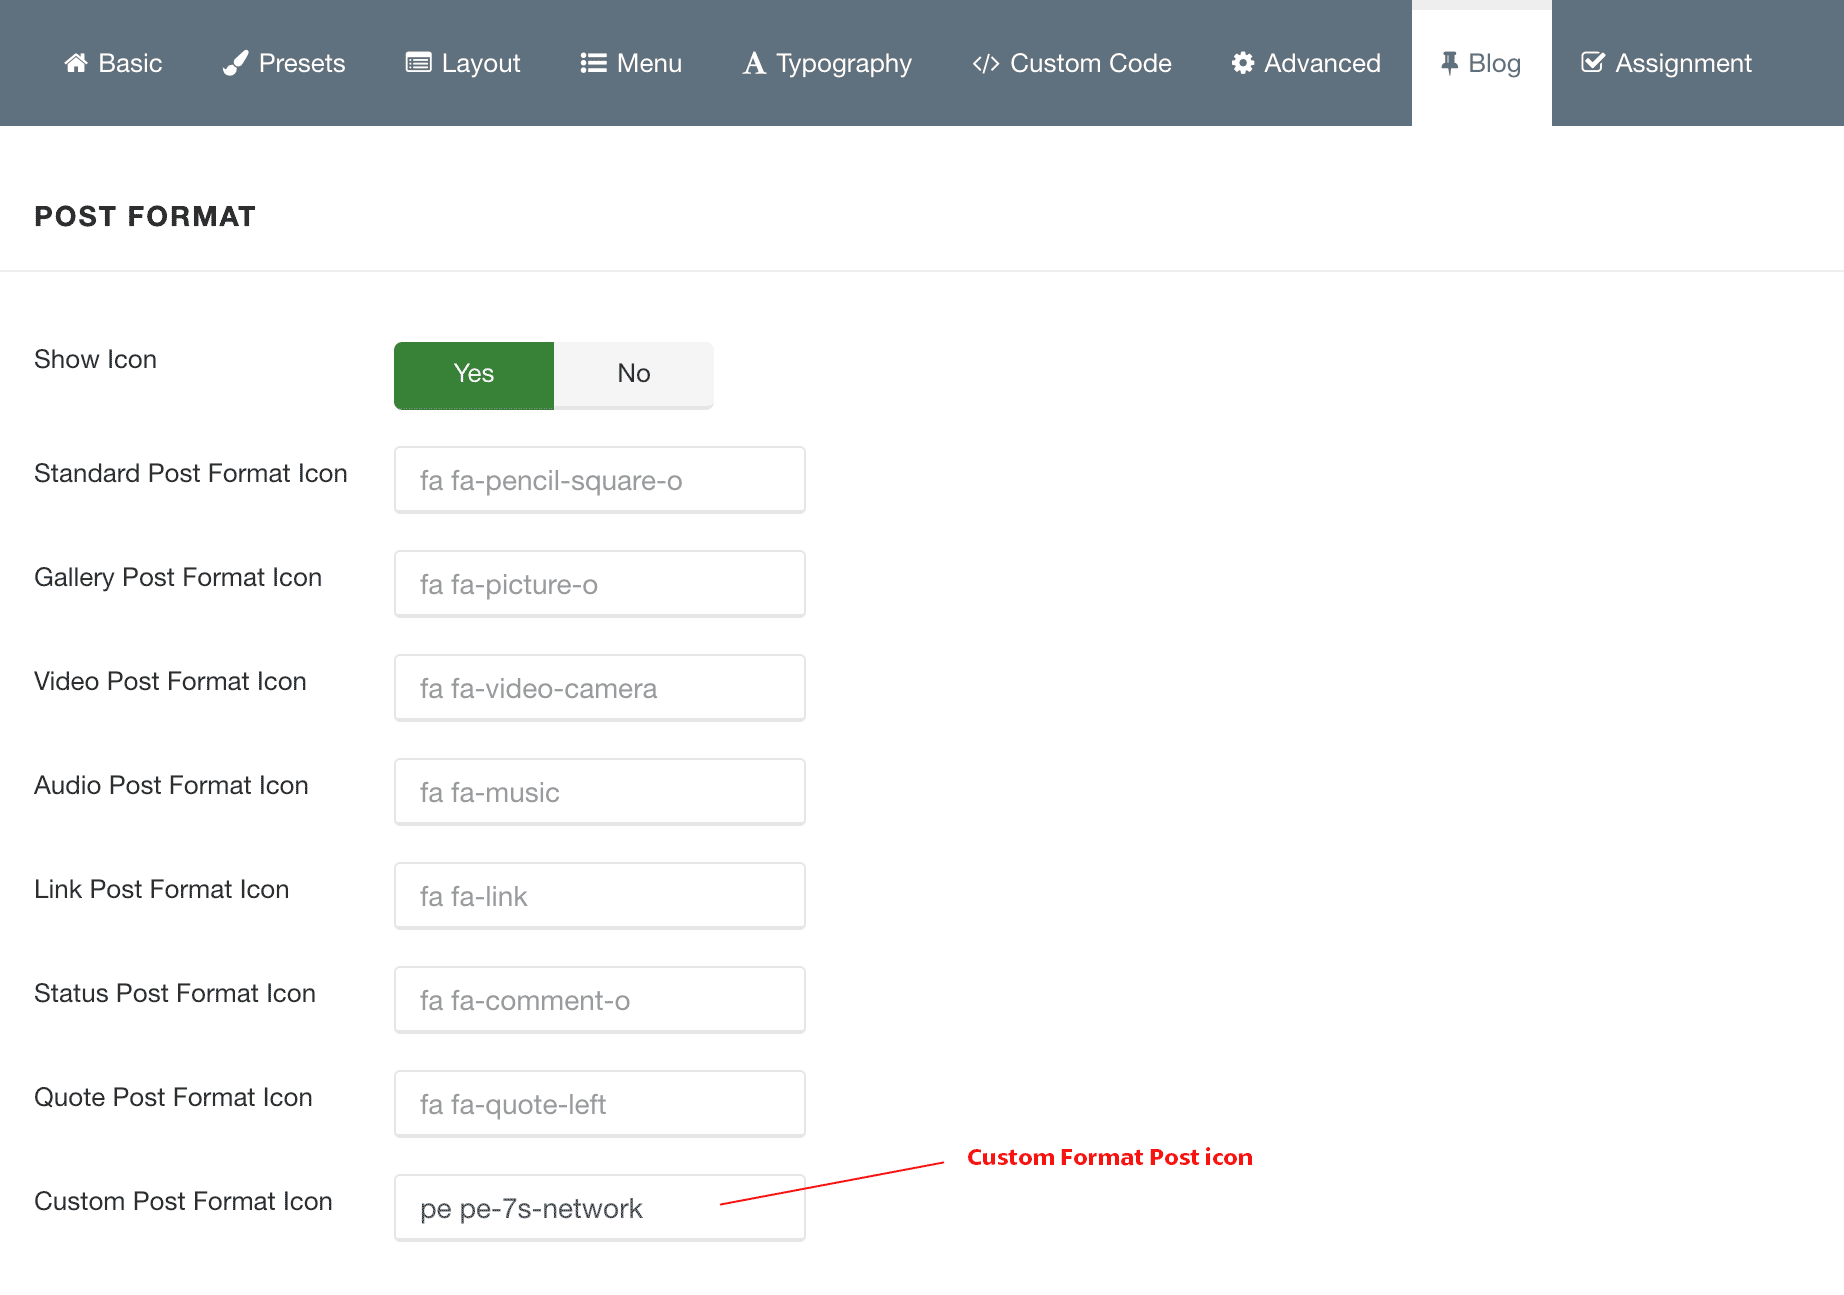 Basic Presets Layout Menu Typography </> Custom Code Advanced Blog Assignment
POST FORMAT
Show Icon Yes No
Standard Post Format Icon fa fa-pencil-square-o
Gallery Post Format Icon fa fa-picture-o
Video Post Format Icon fa fa-video-camera
Audio Post Format Icon fa fa-music
Link Post Format Icon fa fa-link
Status Post Format Icon fa fa-comment-o
Quote Post Format Icon fa fa-quote-left
Custom Format Post icon
Custom Post Format Icon pe pe-7s-network